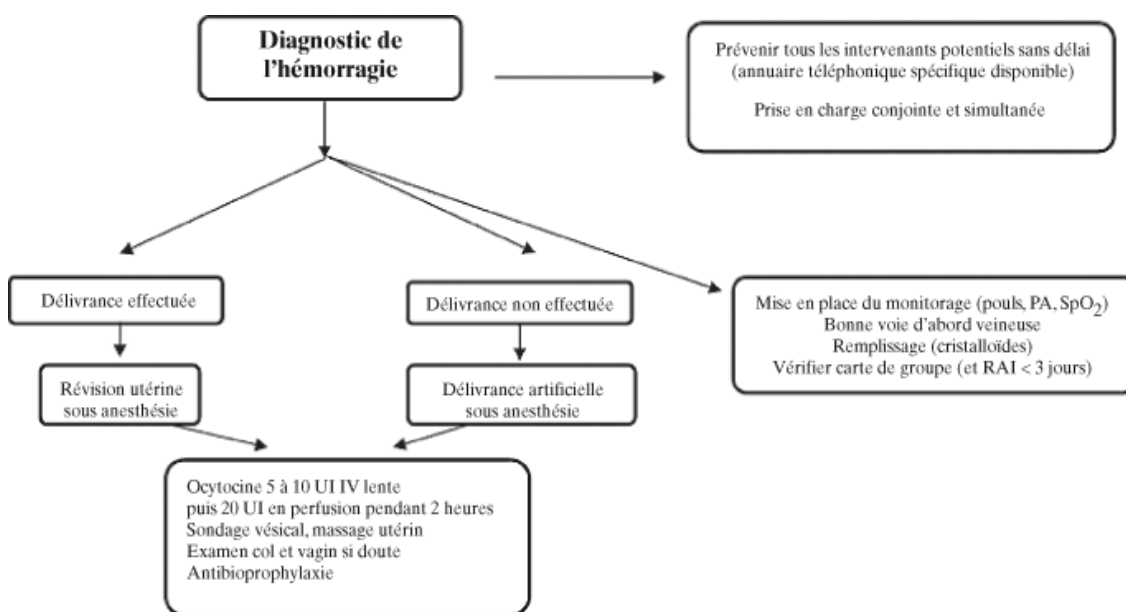 Diagnostic de
l'hémorragie
Prévenir tous les intervenants potentiels sans délai
(annuaire téléphonique spécifique disponible)
Prise en charge conjointe et simultanée
Délivrance effectuée
Délivrance non effectuée
Mise en place du monitorage (pouls, PA, SpO2)
Bonne voie d'abord veineuse
Remplissage (cristalloïdes)
Vérifier carte de groupe (et RAI < 3 jours)
Révision utérine
sous anesthésie
Délivrance artificielle
sous anesthésie
Ocytocine 5 à 10 UI IV lente
puis 20 UI en perfusion pendant 2 heures
Sondage vésical, massage utérin
Examen col et vagin si doute
Antibioprophylaxie